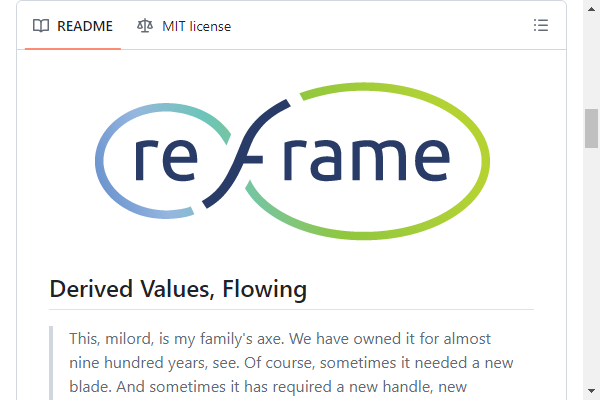 README
MIT license
re-frame
Derived Values, Flowing
This, milord, is my family's axe. We have owned it for almost
nine hundred years, see. Of course, sometimes it needed a new
blade. And sometimes it has required a new handle, new